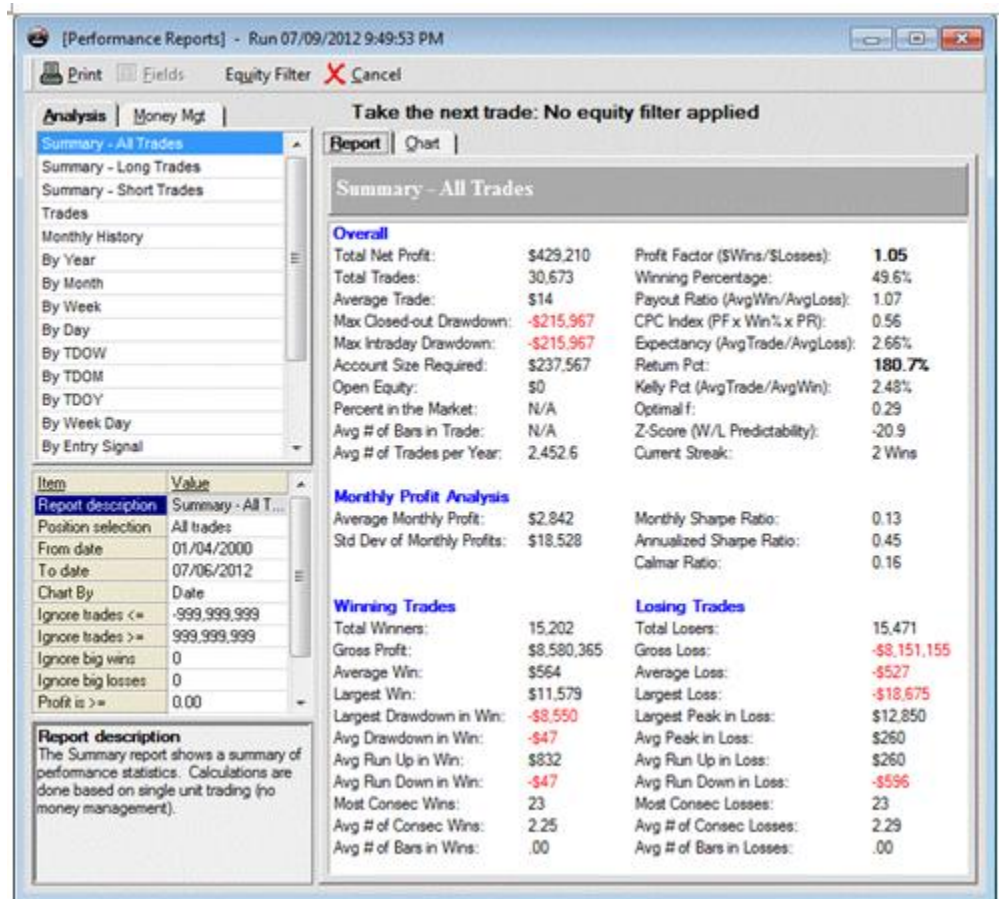 [Performance Reports] - Run 07/09/2012 9:49:53 PM
Print Fields Equity Filter Cancel
Analysis Money Mgt
Take the next trade: No equity filter applied
Summary - All Trades
Summary - Long Trades
Summary - Short Trades
Trades
Monthly History
By Year
By Month
By Week
By Day
By TDOW
By TDOM
By TDOY
By Week Day
By Entry Signal
Item Value
Report description Summary - All T...
Position selection All trades
From date 01/04/2000
To date 07/06/2012
Chart By Date
Ignore trades <= -999,999,999
Ignore trades >= 999,999,999
Ignore big wins 0
Ignore big losses 0
Profit is >= 0.00
Report description
The Summary report shows a summary of
performance statistics. Calculations are
done based on single unit trading (no
money management).
Report Chart
Summary - All Trades
Overall
Total Net Profit: $429,210 Profit Factor ($Wins/$Losses): 1.05
Total Trades: 30,673 Winning Percentage: 49.6%
Average Trade: $14 Payout Ratio (AvgWin/AvgLoss): 1.07
Max Closed-out Drawdown: -$215,967 CPC Index (PF x Win% x PR): 0.56
Max Intraday Drawdown: -$215,967 Expectancy (AvgTrade/AvgLoss): 2.66%
Account Size Required: $237,567 Return Pct: 180.7%
Open Equity: $0 Kelly Pct (AvgTrade/AvgWin): 2.48%
Percent in the Market: N/A Optimal f: 0.29
Avg # of Bars in Trade: N/A Z-Score (W/L Predictability): -20.9
Avg # of Trades per Year: 2,452.6 Current Streak: 2 Wins
Monthly Profit Analysis
Average Monthly Profit: $2,842 Monthly Sharpe Ratio: 0.13
Std Dev of Monthly Profits: $18,528 Annualized Sharpe Ratio: 0.45
Calmar Ratio: 0.16
Winning Trades Losing Trades
Total Winners: 15,202 Total Losers: 15,471
Gross Profit: $8,580,365 Gross Loss: -$8,151,155
Average Win: $564 Average Loss: -$527
Largest Win: $11,579 Largest Loss: -$18,675
Largest Drawdown in Win: -$8,550 Largest Peak in Loss: $12,850
Avg Drawdown in Win: -$47 Avg Peak in Loss: $260
Avg Run Up in Win: $832 Avg Run Up in Loss: $260
Avg Run Down in Win: -$47 Avg Run Down in Loss: -$596
Most Consec Wins: 23 Most Consec Losses: 23
Avg # of Consec Wins: 2.25 Avg # of Consec Losses: 2.29
Avg # of Bars in Wins: .00 Avg # of Bars in Losses: .00